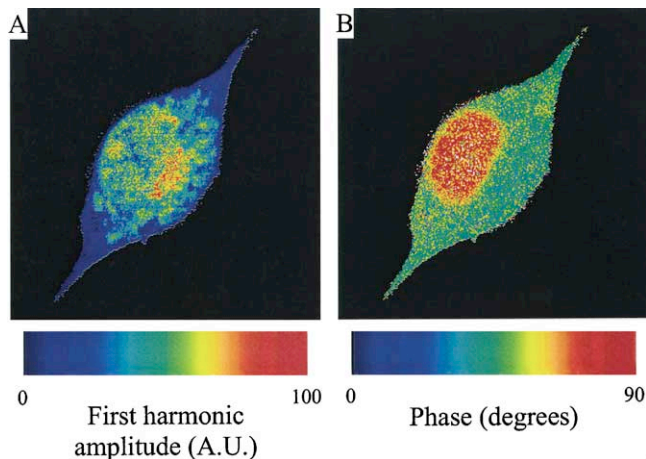 A
B
0
100
First harmonic
amplitude (A.U.)
0
90
Phase (degrees)